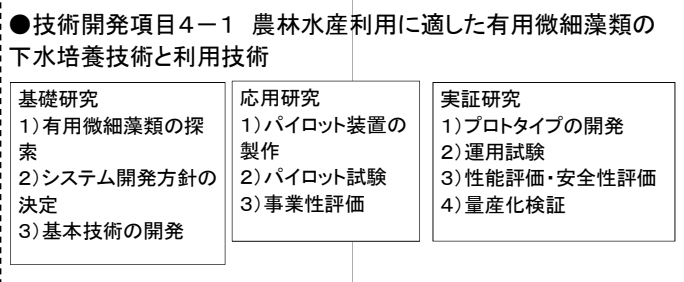 ●技術開発項目4－1　農林水産利用に適した有用微細藻類の
下水培養技術と利用技術
基礎研究
1)有用微細藻類の探
索
2)システム開発方針の
決定
3)基本技術の開発
応用研究
1)パイロット装置の
製作
2)パイロット試験
3)事業性評価
実証研究
1)プロトタイプの開発
2)運用試験
3)性能評価・安全性評価
4)量産化検証